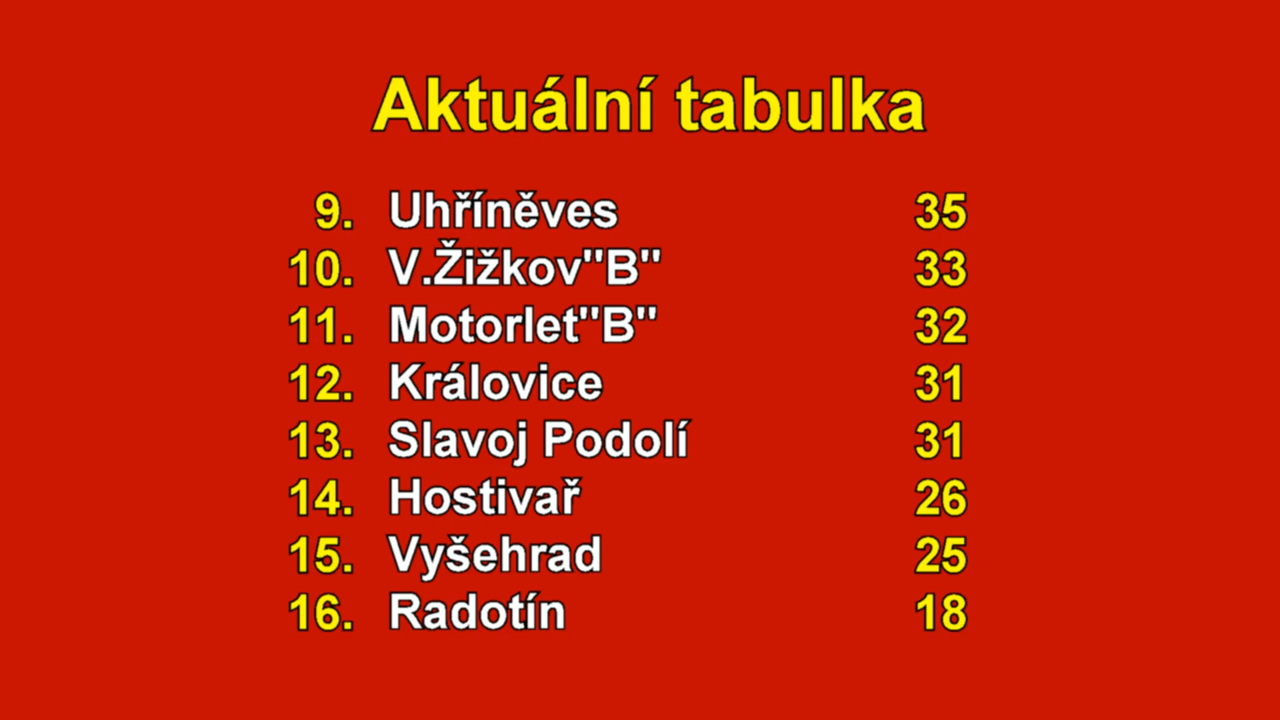 Aktuální tabulka
9. Uhříněves 35
10. V.Žižkov"B" 33
11. Motorlet"B" 32
12. Královice 31
13. Slavoj Podolí 31
14. Hostivař 26
15. Vyšehrad 25
16. Radotín 18